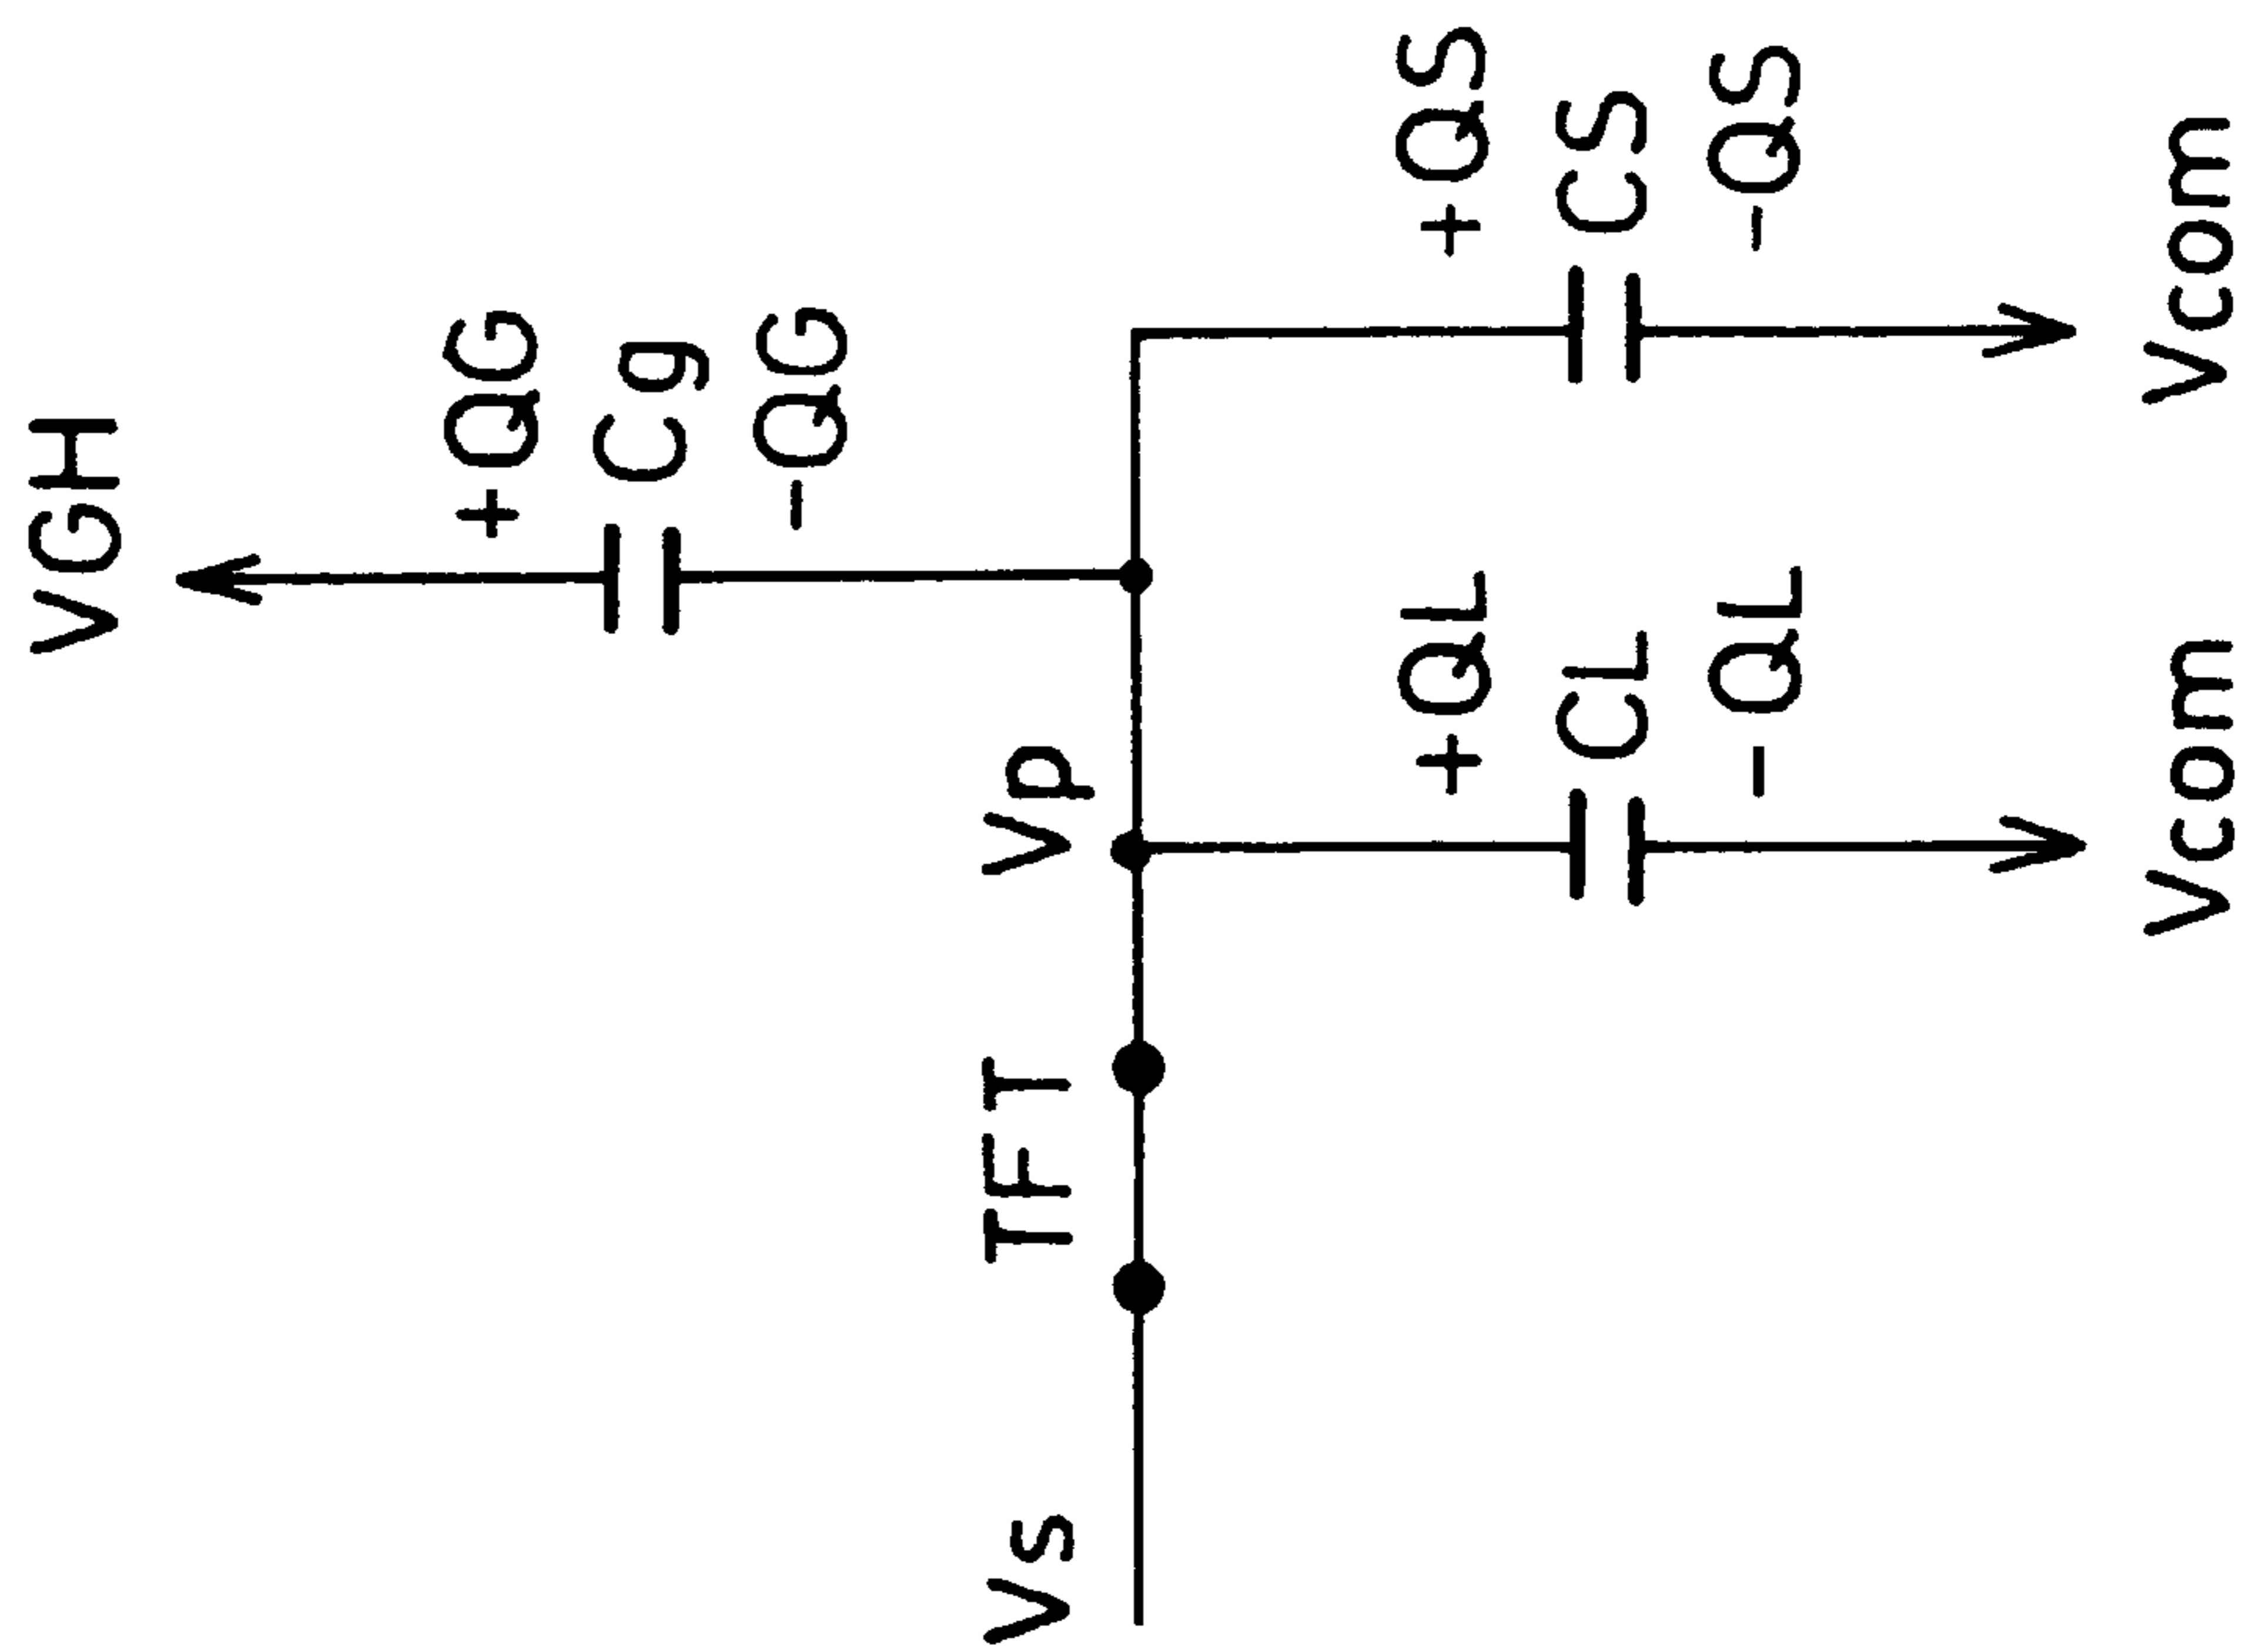 VGH
+QG
Cg
-QG
Vs
TFT
Vp
+QL
CL
-QL
+QS
CS
-QS
Vcom
Vcom